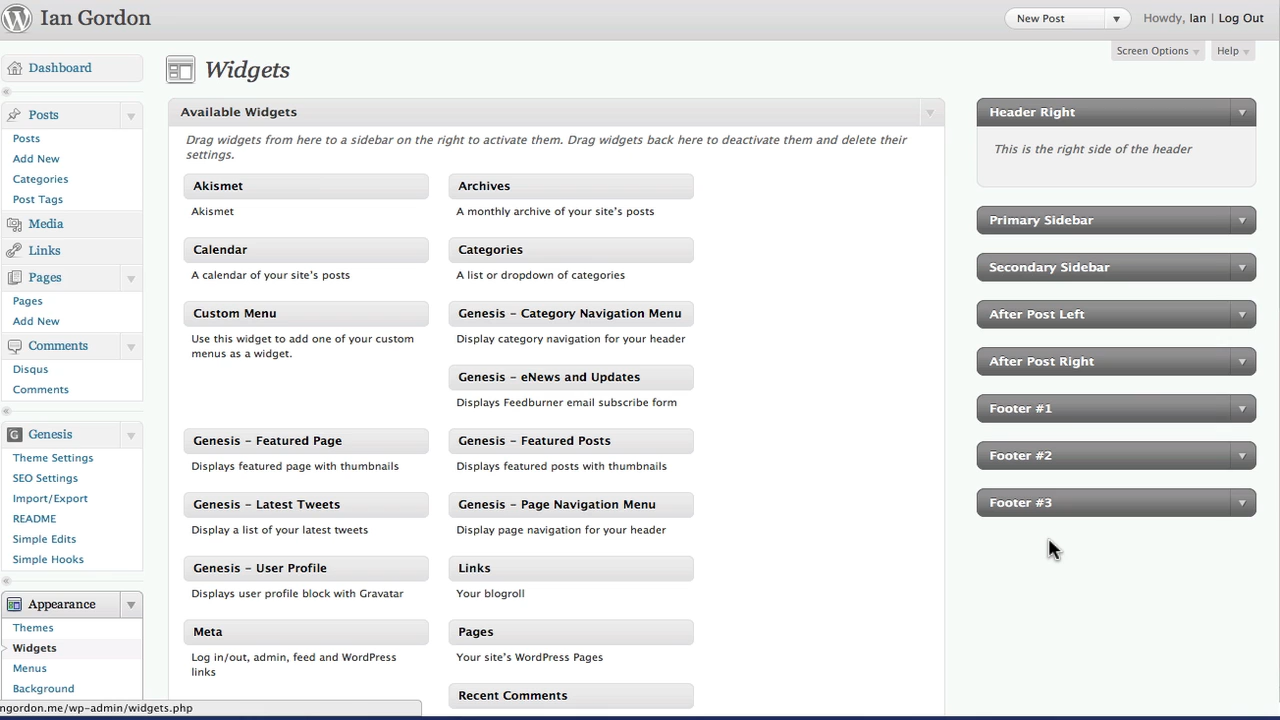 Ian Gordon
New Post
Howdy, Ian | Log Out
Screen Options
Help
Dashboard
Posts
Posts
Add New
Categories
Post Tags
Media
Links
Pages
Pages
Add New
Comments
Disqus
Comments
Genesis
Theme Settings
SEO Settings
Import/Export
README
Simple Edits
Simple Hooks
Appearance
Themes
Widgets
Menus
Background
ngordon.me/wp-admin/widgets.php
Widgets
Available Widgets
Drag widgets from here to a sidebar on the right to activate them. Drag widgets back here to deactivate them and delete their
settings.
Akismet
Akismet
Archives
A monthly archive of your site's posts
Calendar
A calendar of your site's posts
Categories
A list or dropdown of categories
Custom Menu
Use this widget to add one of your custom
menus as a widget.
Genesis – Category Navigation Menu
Display category navigation for your header
Genesis – eNews and Updates
Displays Feedburner email subscribe form
Genesis – Featured Page
Displays featured page with thumbnails
Genesis – Featured Posts
Displays featured posts with thumbnails
Genesis – Latest Tweets
Display a list of your latest tweets
Genesis – Page Navigation Menu
Display page navigation for your header
Genesis – User Profile
Displays user profile block with Gravatar
Links
Your blogroll
Meta
Log in/out, admin, feed and WordPress
links
Pages
Your site's WordPress Pages
Recent Comments
Header Right
This is the right side of the header
Primary Sidebar
Secondary Sidebar
After Post Left
After Post Right
Footer #1
Footer #2
Footer #3